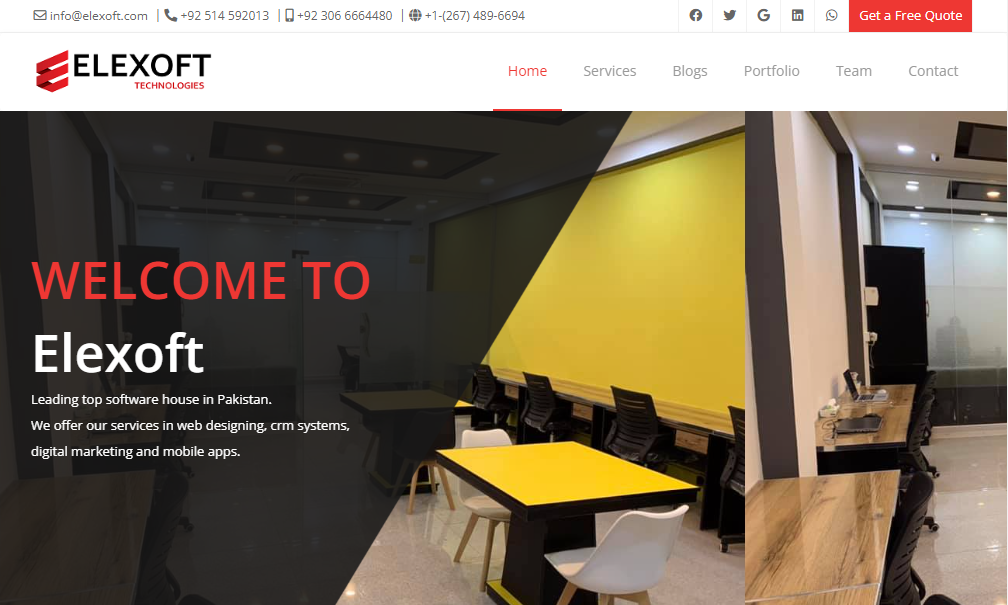 info@elexoft.com | +92 514 592013 | +92 306 6664480 | +1-(267) 489-6694
Get a Free Quote
ELEXOFT
TECHNOLOGIES
Home Services Blogs Portfolio Team Contact
WELCOME TO
Elexoft
Leading top software house in Pakistan.
We offer our services in web designing, crm systems,
digital marketing and mobile apps.